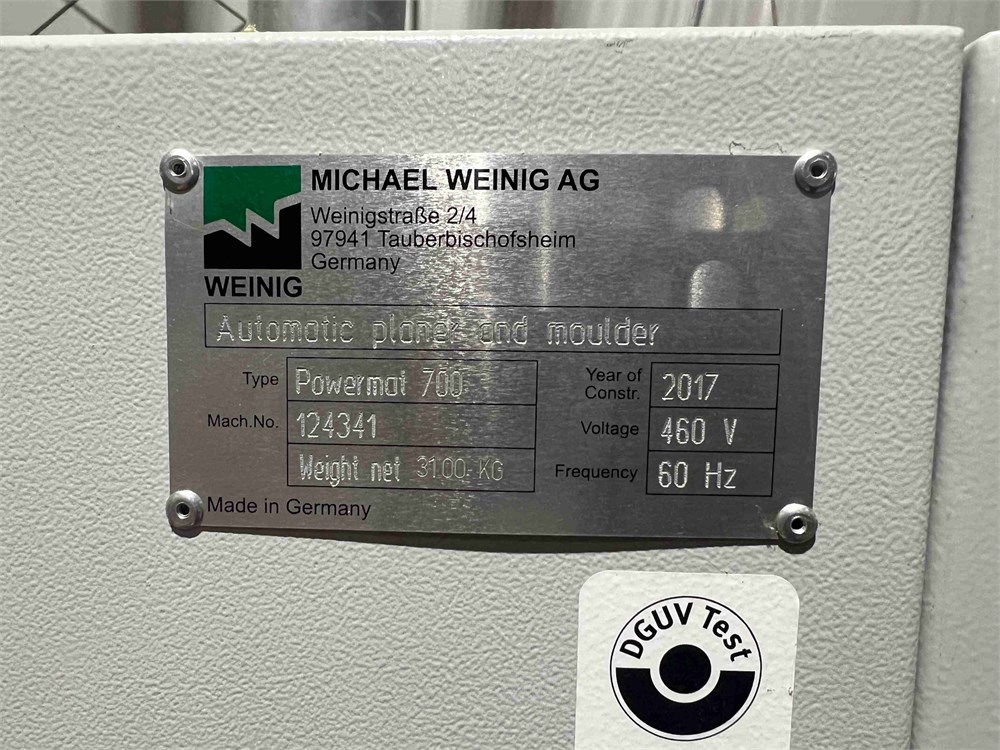 MICHAEL WEINIG AG
Weinigstraße 2/4
97941 Tauberbischofsheim
Germany
WEINIG
Automatic planer and moulder
Type Powermat 700
Year of Constr. 2017
Mach.No. 124341
Voltage 460 V
Weight net 3100 KG
Frequency 60 Hz
Made in Germany
DGUV Test